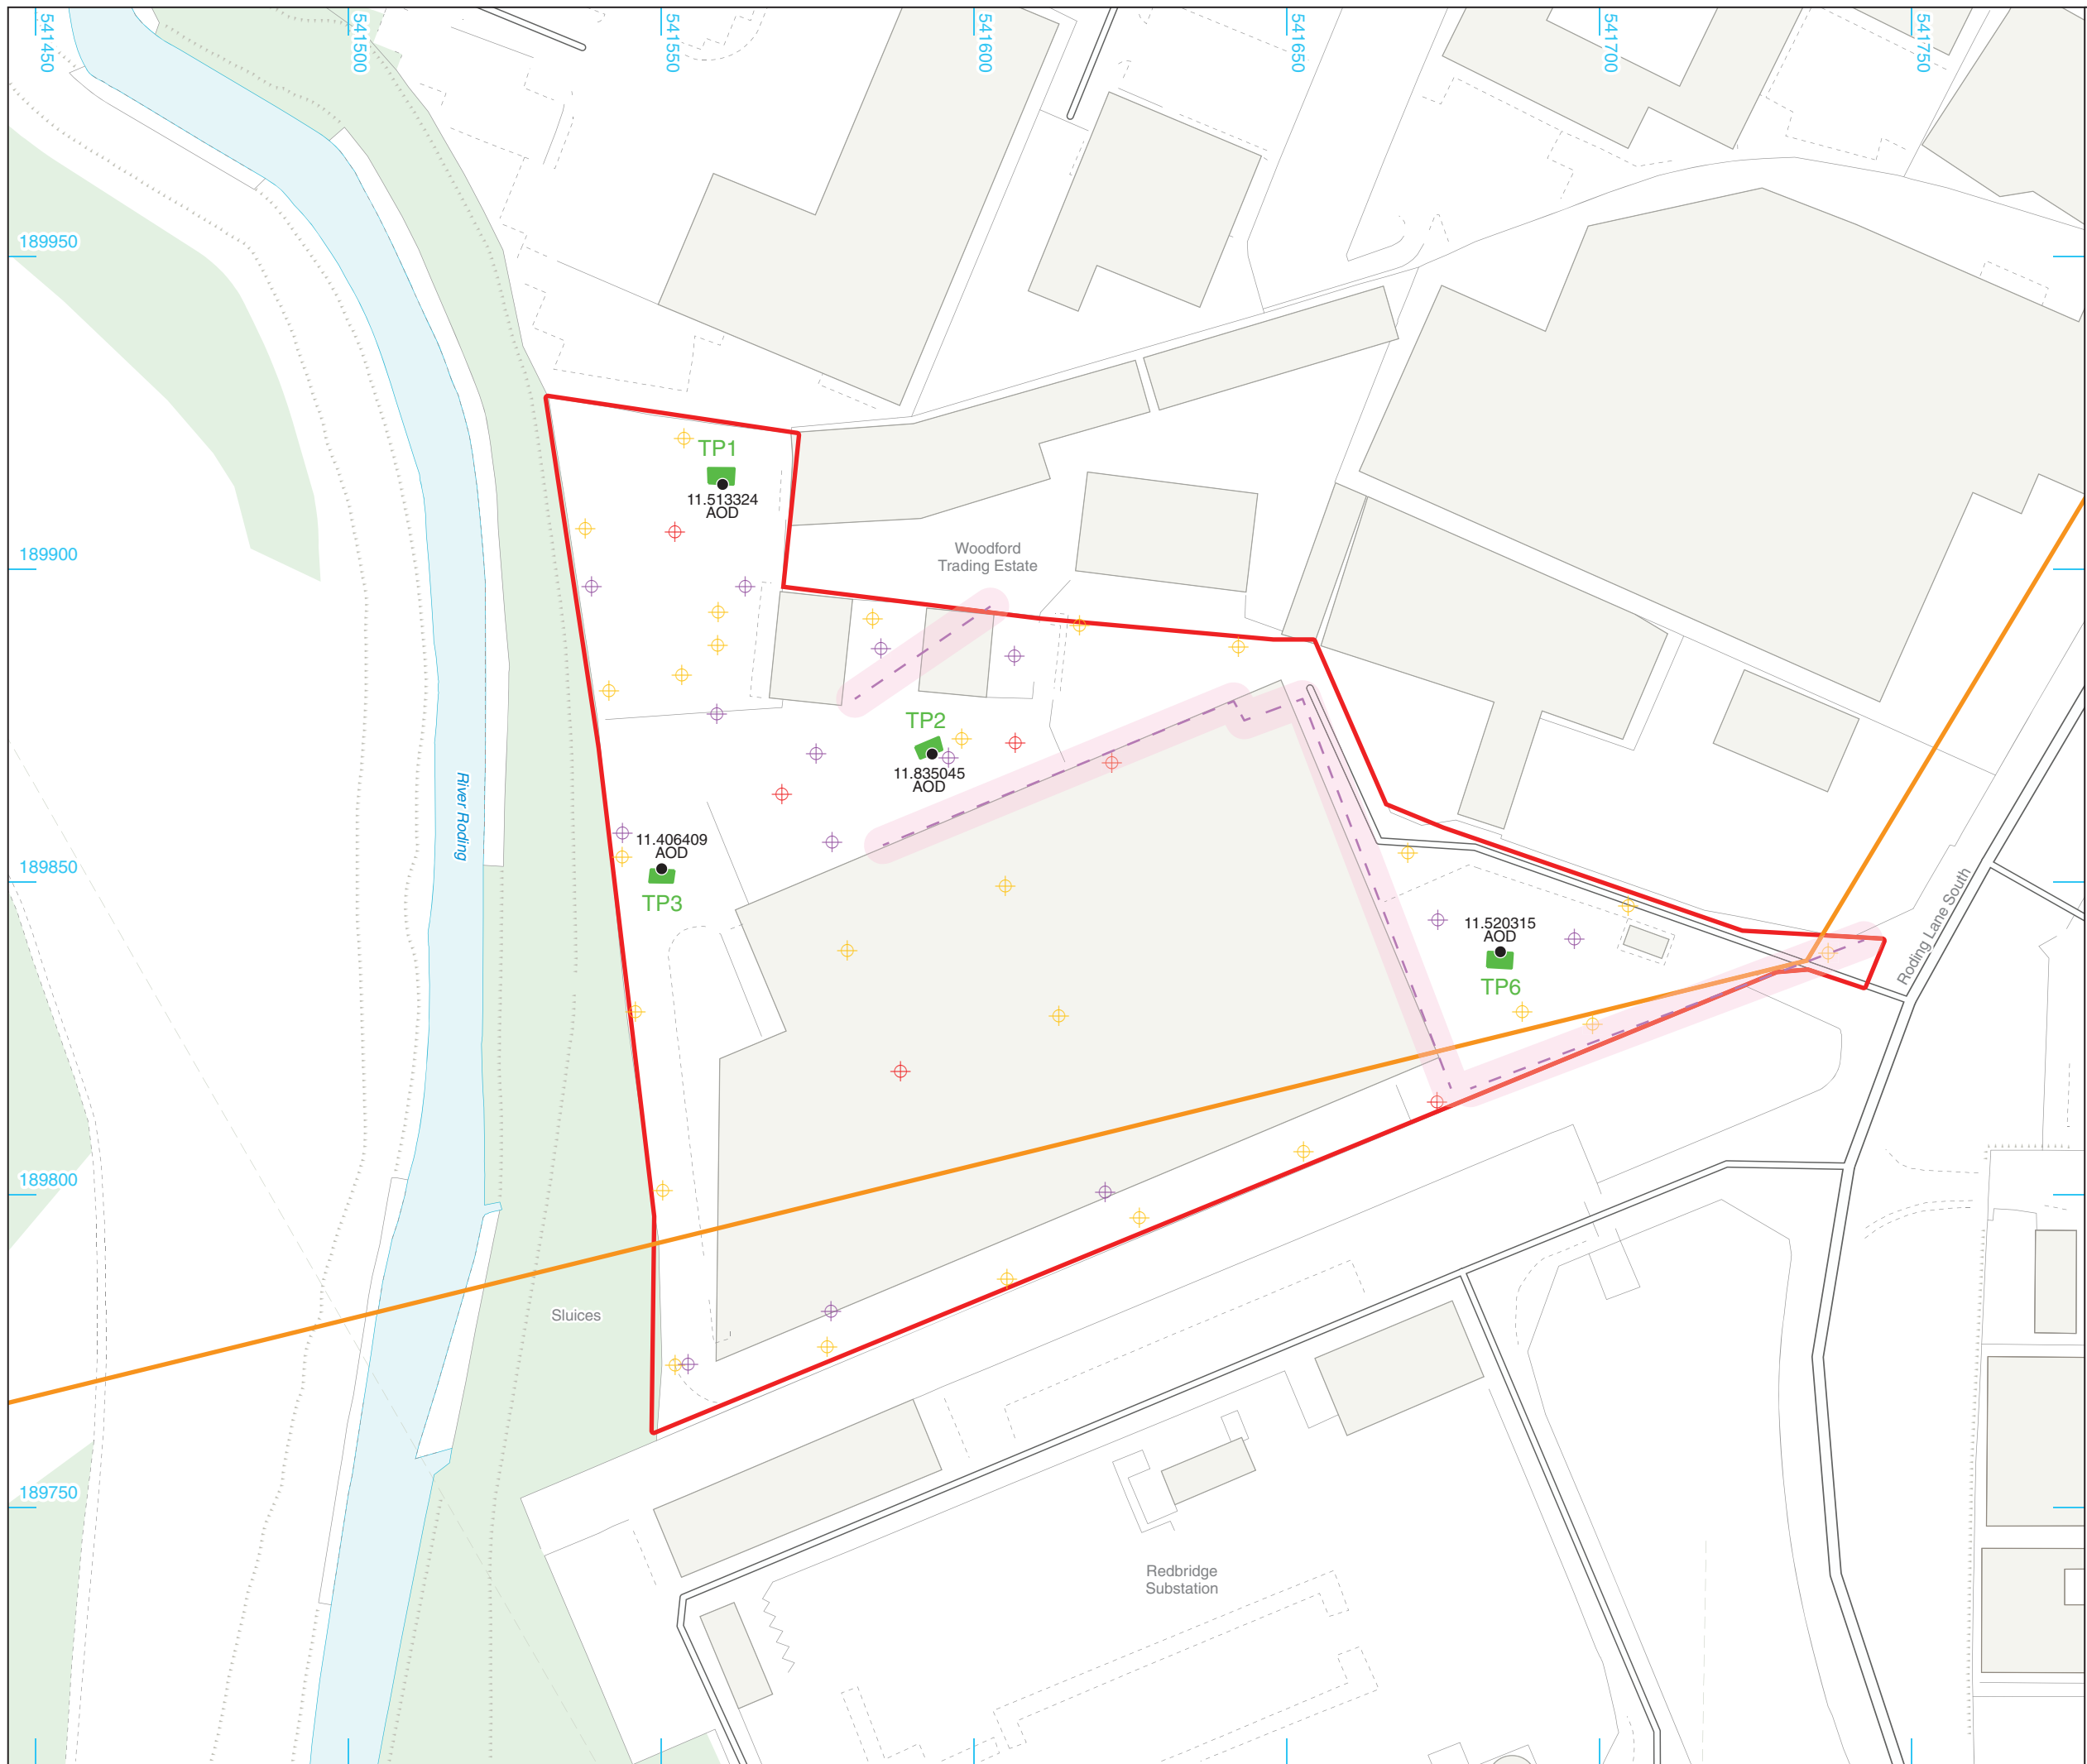 541450
541500
541550
541600
541650
541700
541750
189950
TP1
11.513324
AOD
189900
Woodford
Trading Estate
TP2
11.835045
AOD
River Roding
11.406409
AOD
TP3
189850
Roding Lane South
11.520315
AOD
TP6
189800
Sluices
189750
Redbridge
Substation